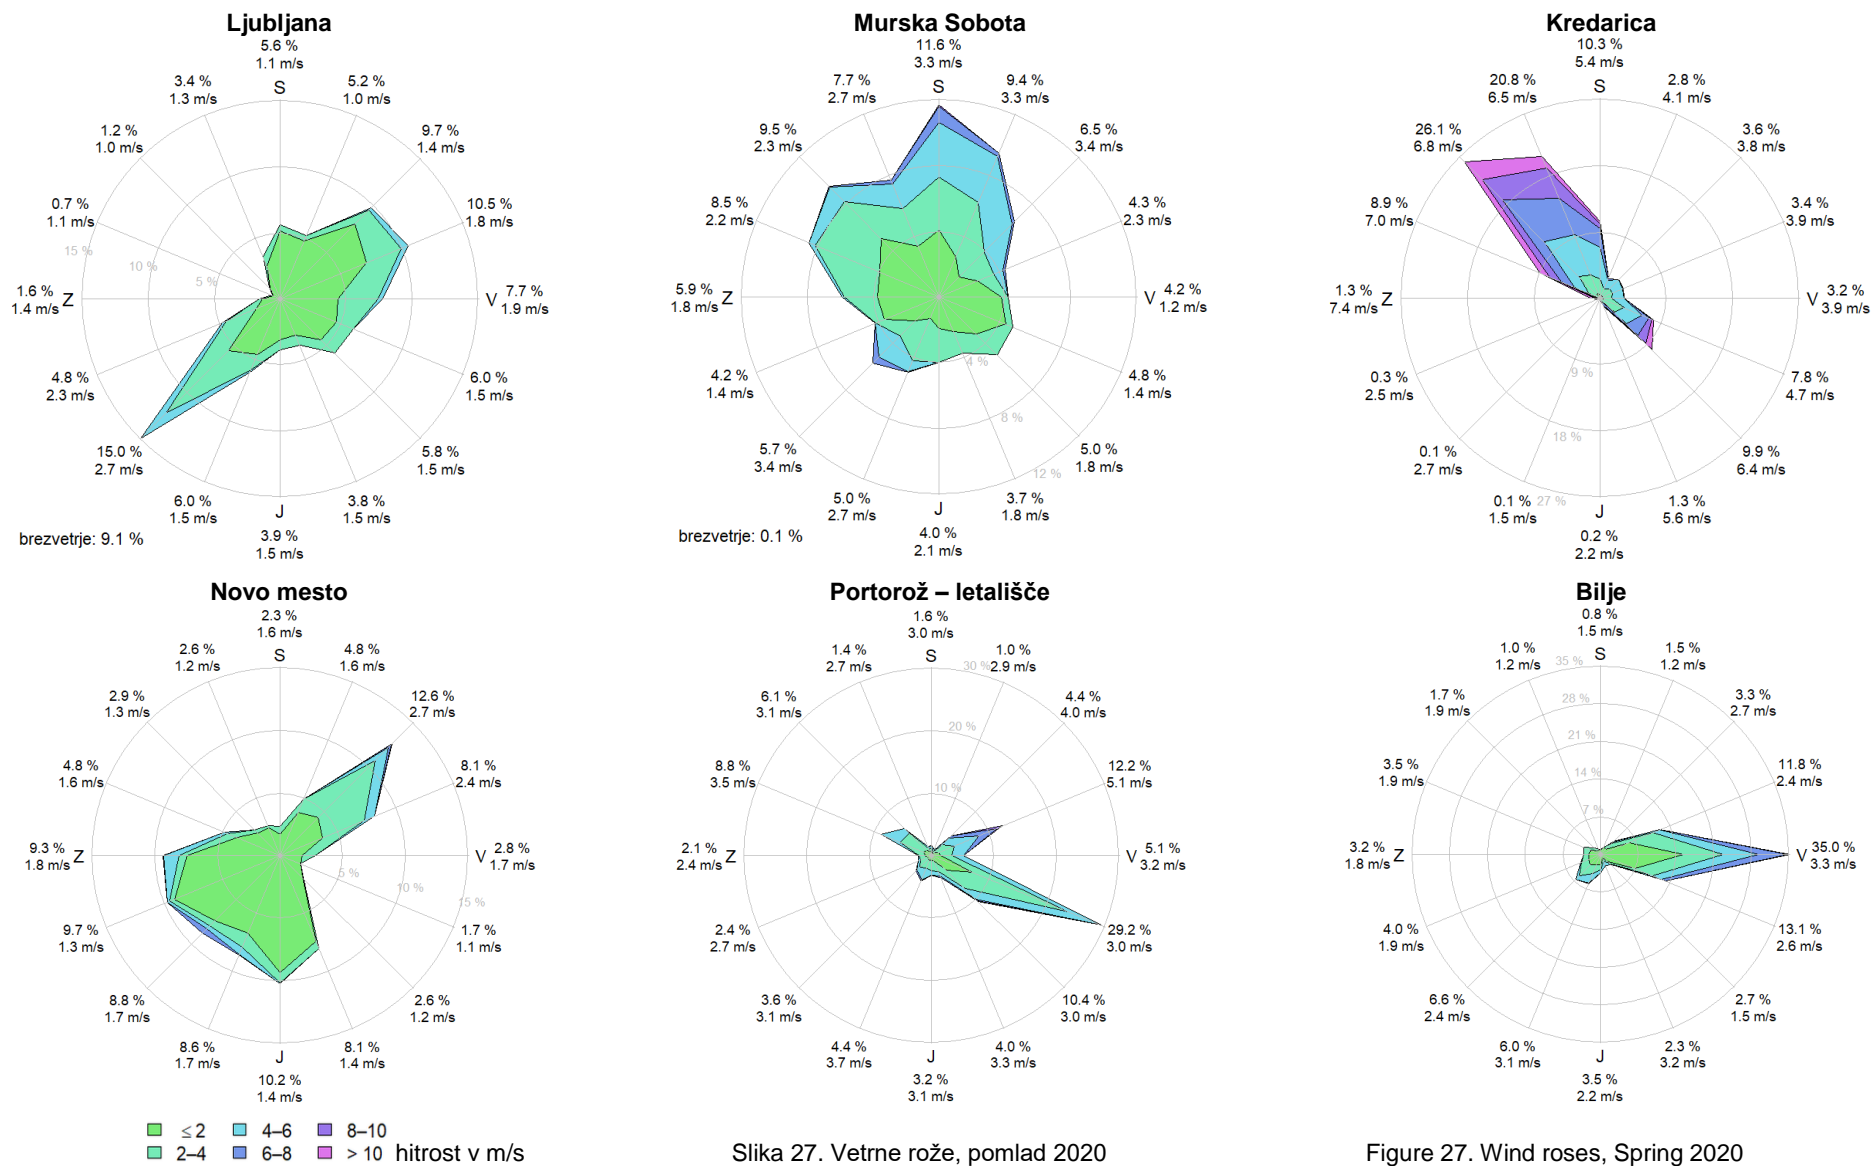 Ljubljana
5.6 %
1.1 m/s
S
5.2 %
1.0 m/s
9.7 %
1.4 m/s
10.5 %
1.8 m/s
V 7.7 %
1.9 m/s
6.0 %
1.5 m/s
5.8 %
1.5 m/s
3.8 %
1.5 m/s
J
3.9 %
1.5 m/s
6.0 %
1.5 m/s
15.0 %
2.7 m/s
4.8 %
2.3 m/s
1.6 % Z
1.4 m/s
0.7 %
1.1 m/s
1.2 %
1.0 m/s
3.4 %
1.3 m/s
15 %
10 %
5 %
brezvetrje: 9.1 %
Murska Sobota
11.6 %
3.3 m/s
S
9.4 %
3.3 m/s
6.5 %
3.4 m/s
4.3 %
2.3 m/s
V 4.2 %
1.2 m/s
4.8 %
1.4 m/s
5.0 %
1.8 m/s
3.7 %
1.8 m/s
J
4.0 %
2.1 m/s
5.0 %
2.7 m/s
5.7 %
3.4 m/s
4.2 %
1.4 m/s
5.9 % Z
1.8 m/s
8.5 %
2.2 m/s
9.5 %
2.3 m/s
7.7 %
2.7 m/s
4 %
8 %
12 %
brezvetrje: 0.1 %
Kredarica
10.3 %
5.4 m/s
S
2.8 %
4.1 m/s
3.6 %
3.8 m/s
3.4 %
3.9 m/s
V 3.2 %
3.9 m/s
7.8 %
4.7 m/s
9.9 %
6.4 m/s
1.3 %
5.6 m/s
J
0.2 %
2.2 m/s
0.1 %
1.5 m/s
0.1 %
2.7 m/s
0.3 %
2.5 m/s
1.3 % Z
7.4 m/s
8.9 %
7.0 m/s
26.1 %
6.8 m/s
20.8 %
6.5 m/s
9 %
18 %
27 %
Novo mesto
2.3 %
1.6 m/s
4.8 %
1.6 m/s
S
12.6 %
2.7 m/s
8.1 %
2.4 m/s
V 2.8 %
1.7 m/s
1.7 %
1.1 m/s
2.6 %
1.2 m/s
8.1 %
1.4 m/s
J
10.2 %
1.4 m/s
8.6 %
1.7 m/s
8.8 %
1.7 m/s
9.7 %
1.3 m/s
9.3 % Z
1.8 m/s
4.8 %
1.6 m/s
2.9 %
1.3 m/s
2.6 %
1.2 m/s
5 %
10 %
15 %
Portorož – letališče
1.6 %
3.0 m/s
S
1.0 %
2.9 m/s
4.4 %
4.0 m/s
12.2 %
5.1 m/s
V 5.1 %
3.2 m/s
29.2 %
3.0 m/s
10.4 %
3.0 m/s
4.0 %
3.3 m/s
J
3.2 %
3.1 m/s
4.4 %
3.7 m/s
3.6 %
3.1 m/s
2.4 %
2.7 m/s
2.1 % Z
2.4 m/s
8.8 %
3.5 m/s
6.1 %
3.1 m/s
1.4 %
2.7 m/s
30 %
20 %
10 %
Bilje
0.8 %
1.5 m/s
S
1.5 %
1.2 m/s
3.3 %
2.7 m/s
11.8 %
2.4 m/s
V 35.0 %
3.3 m/s
13.1 %
2.6 m/s
2.7 %
1.5 m/s
2.3 %
3.2 m/s
J
3.5 %
2.2 m/s
6.0 %
3.1 m/s
6.6 %
2.4 m/s
4.0 %
1.9 m/s
3.2 % Z
1.8 m/s
3.5 %
1.9 m/s
1.7 %
1.9 m/s
1.0 %
1.2 m/s
35 %
28 %
21 %
14 %
7 %
≤ 2 4–6 8–10
2–4 6–8 > 10 hitrost v m/s
Slika 27. Vetrne rože, pomlad 2020
Figure 27. Wind roses, Spring 2020